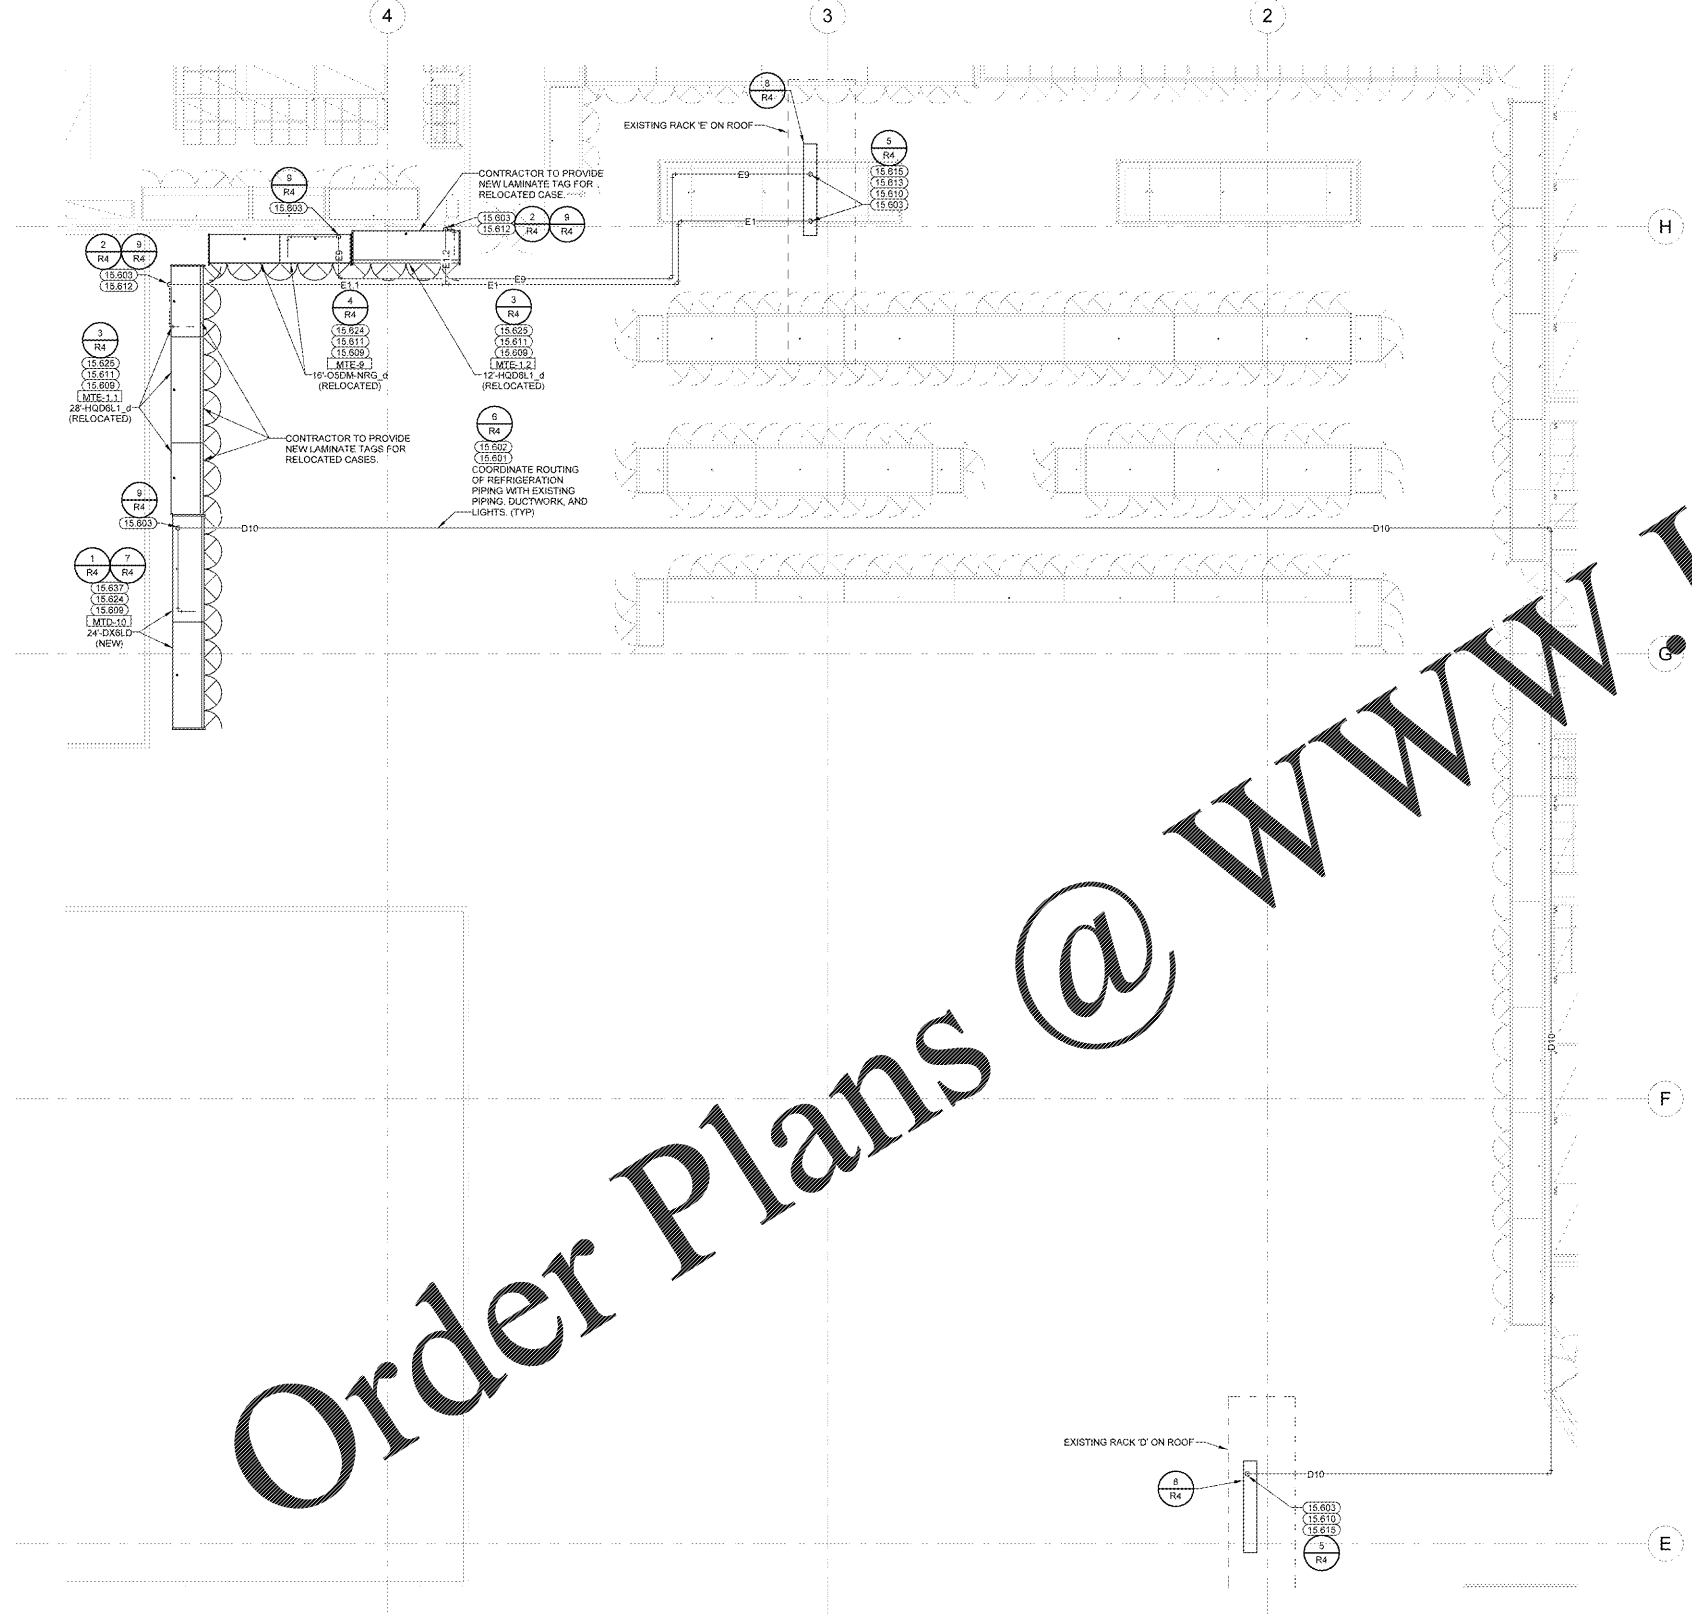 4
3
2
8
R4
EXISTING RACK 'E' ON ROOF
5
R4
15.615
15.613
15.610
15.603
E9
E1
CONTRACTOR TO PROVIDE
NEW LAMINATE TAG FOR
RELOCATED CASE.
9
R4
15.603
15.603
15.612
2
R4
9
R4
H
2
R4
9
R4
15.603
15.612
E9
E1.2
E9
E1.1
E1
3
R4
15.625
15.611
15.609
MTE-1.1
28'-HQD6L1_d
(RELOCATED)
4
R4
15.624
15.611
15.609
MTE-9
16'-O5DM-NRG_d
(RELOCATED)
3
R4
15.625
15.611
15.609
MTE-1.2
12'-HQD8L1_d
(RELOCATED)
CONTRACTOR TO PROVIDE
NEW LAMINATE TAGS FOR
RELOCATED CASES.
6
R4
15.602
15.601
COORDINATE ROUTING
OF REFRIGERATION
PIPING WITH EXISTING
PIPING, DUCTWORK, AND
LIGHTS. (TYP)
9
R4
15.603
D10
D10
1
R4
7
R4
15.637
15.624
15.609
MTD-10
24'-DX6LD
(NEW)
G
D10
F
Order Plans @ www.
EXISTING RACK 'D' ON ROOF
D10
R4
15.603
15.610
15.615
5
R4
E